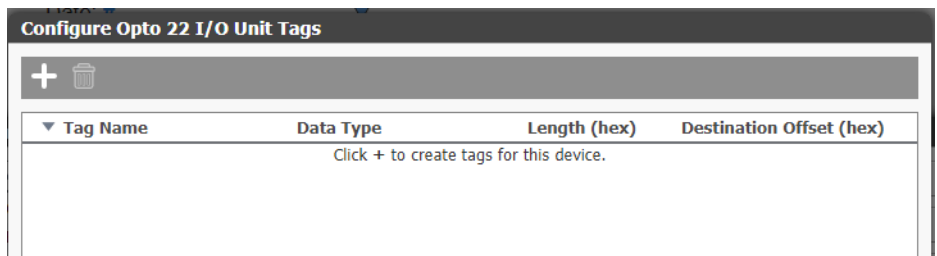 Configure Opto 22 I/O Unit Tags
Tag Name Data Type Length (hex) Destination Offset (hex)
Click + to create tags for this device.